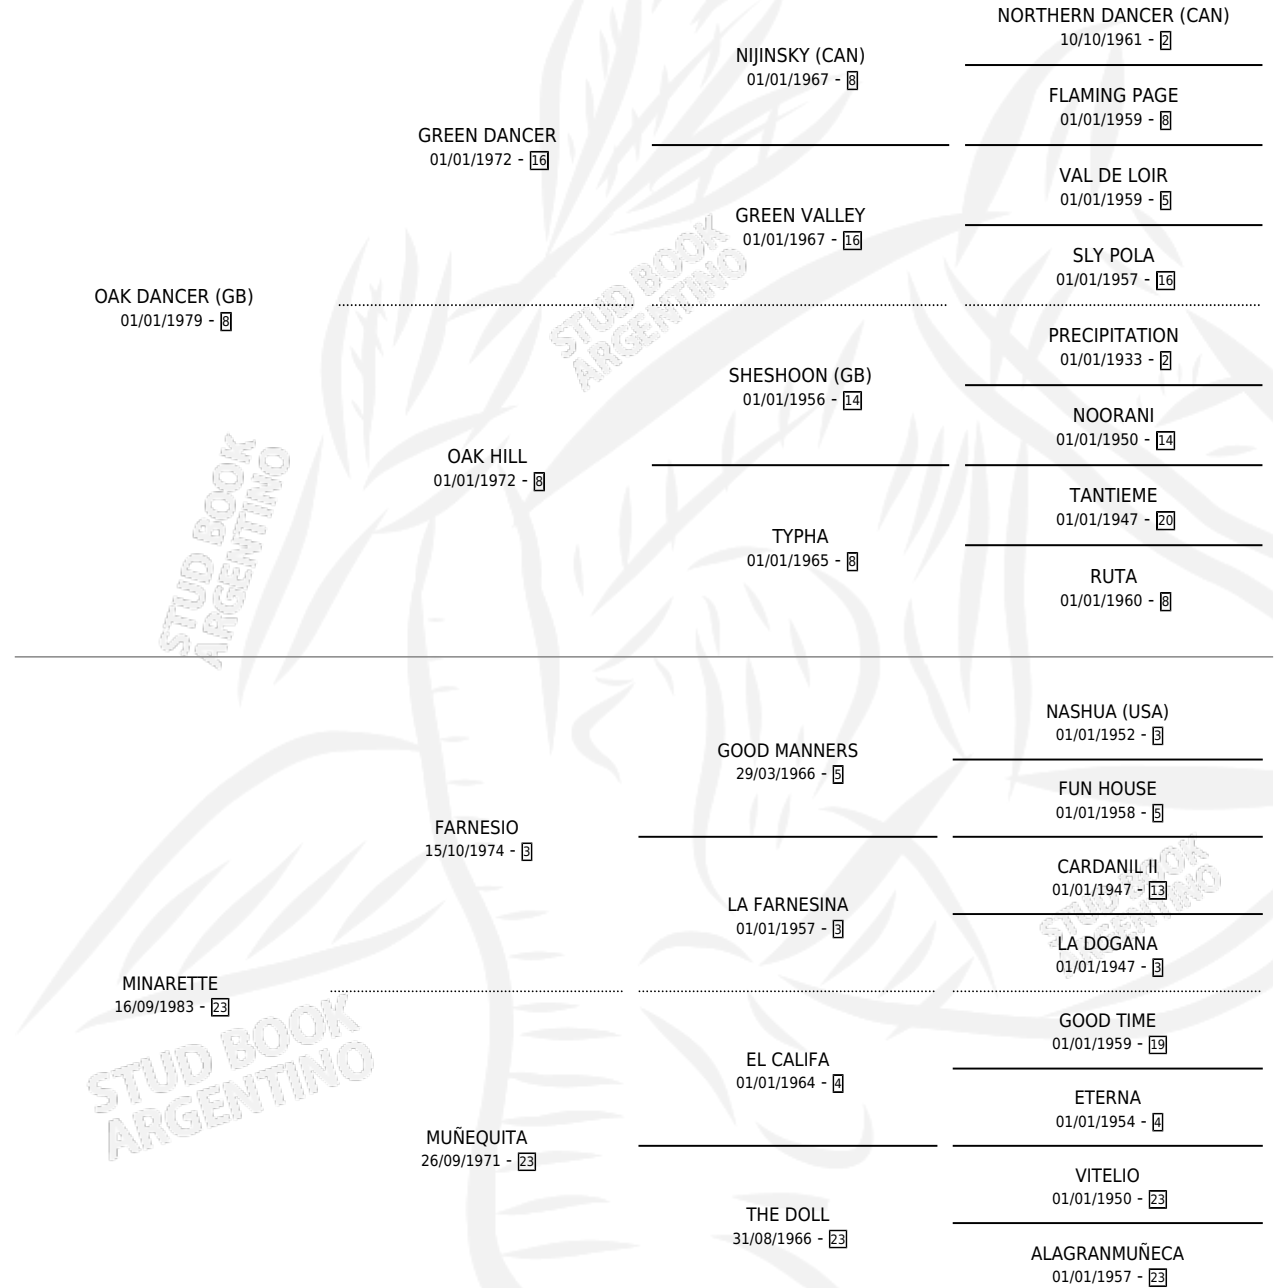 NORTHERN DANCER (CAN)
10/10/1961 - 2
NIJINSKY (CAN)
01/01/1967 - 8
FLAMING PAGE
01/01/1959 - 8
GREEN DANCER
01/01/1972 - 16
VAL DE LOIR
01/01/1959 - 5
GREEN VALLEY
01/01/1967 - 16
SLY POLA
01/01/1957 - 16
OAK DANCER (GB)
01/01/1979 - 8
PRECIPITATION
01/01/1933 - 2
SHESHOON (GB)
01/01/1956 - 14
NOORANI
01/01/1950 - 14
OAK HILL
01/01/1972 - 8
TANTIEME
01/01/1947 - 20
TYPHA
01/01/1965 - 8
RUTA
01/01/1960 - 8
NASHUA (USA)
01/01/1952 - 3
GOOD MANNERS
29/03/1966 - 5
FUN HOUSE
01/01/1958 - 5
FARNESIO
15/10/1974 - 3
CARDANIL II
01/01/1947 - 13
LA FARNESINA
01/01/1957 - 3
LA DOGANA
01/01/1947 - 3
MINARETTE
16/09/1983 - 23
GOOD TIME
01/01/1959 - 19
EL CALIFA
01/01/1964 - 4
ETERNA
01/01/1954 - 4
MUÑEQUITA
26/09/1971 - 23
VITELIO
01/01/1950 - 23
THE DOLL
31/08/1966 - 23
ALAGRANMUÑECA
01/01/1957 - 23
STUD BOOK
ARGENTINO
STUD BOOK
ARGENTINO
STUD BOOK
ARGENTINO
STUD BOOK
ARGENTINO